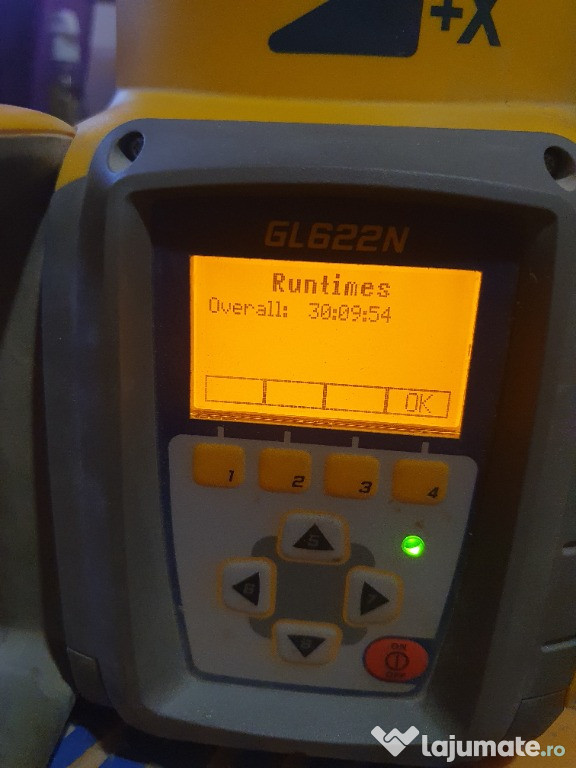 +X
GL622N
Runtimes
Overall: 30:09:54
OK
1 2 3 4
5
6 7
8
ON
OFF
lajumate.ro